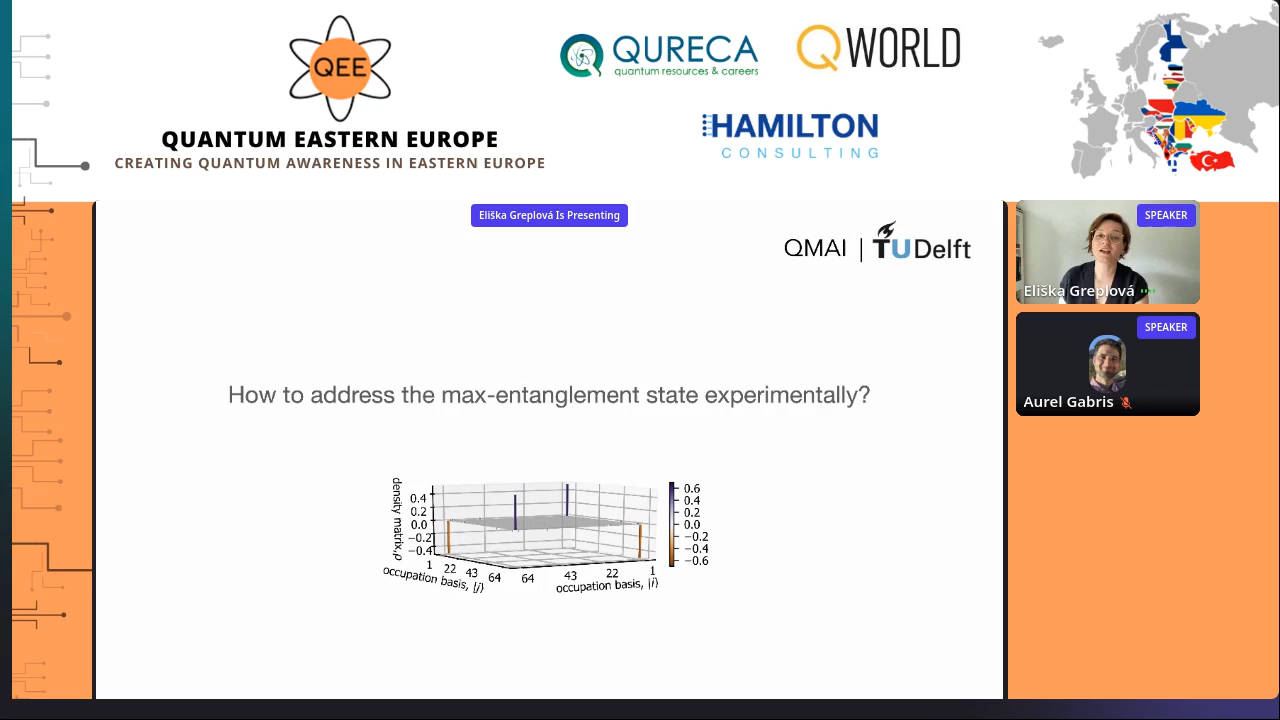 QEE
QUANTUM EASTERN EUROPE
CREATING QUANTUM AWARENESS IN EASTERN EUROPE
QURECA
quantum resources & careers
QWORLD
HAMILTON
CONSULTING
Eliška Greplová Is Presenting
QMAI | TUDelft
How to address the max-entanglement state experimentally?
density matrix, ρ
0.4
0.2
0.0
−0.2
−0.4
1 22 43 64
occupation basis, |j⟩
64 43 22 1
occupation basis, |i⟩
0.6
0.4
0.2
0.0
−0.2
−0.4
−0.6
SPEAKER
Eliška Greplová
SPEAKER
Aurel Gabris